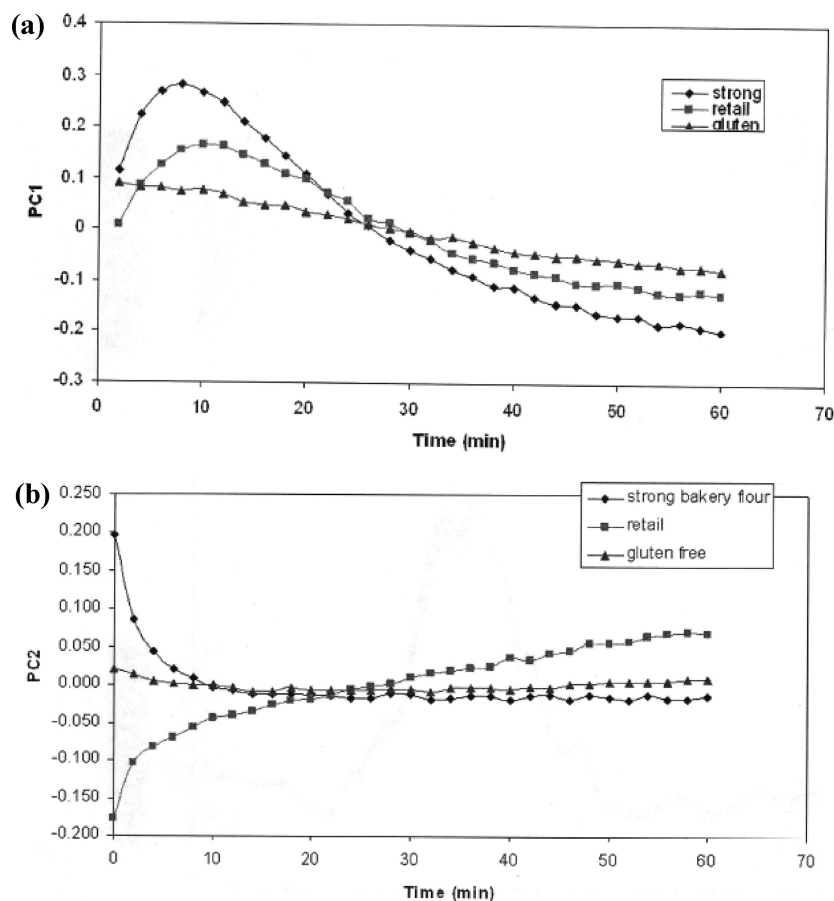 (a)
0.4
0.3
0.2
0.1
0
-0.1
-0.2
-0.3
PC1
strong
retail
gluten
0 10 20 30 40 50 60 70
Time (min)
(b)
0.250
0.200
0.150
0.100
0.050
0.000
-0.050
-0.100
-0.150
-0.200
PC2
strong bakery flour
retail
gluten free
0 10 20 30 40 50 60 70
Time (min)